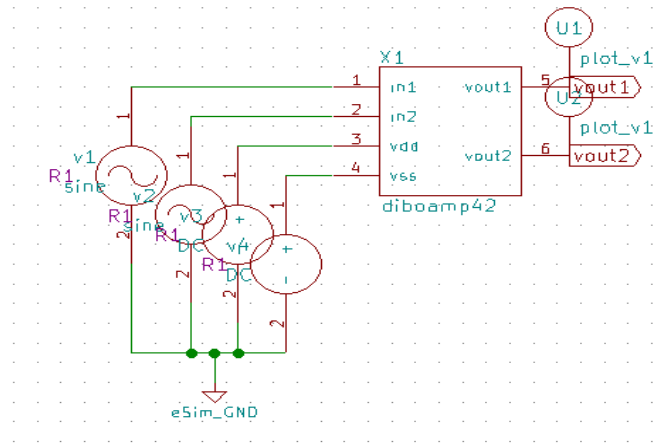 U1
plot_v1
X1
1
in1
vout1
5
vout1
U2
2
in2
plot_v1
3
vdd
vout2
6
vout2
4
vss
diboamp42
1
v1
R1
sine
2
1
v2
R1
sine
2
1
v3
R1
DC
+
2
1
v4
R1
DC
+
-
2
eSim_GND